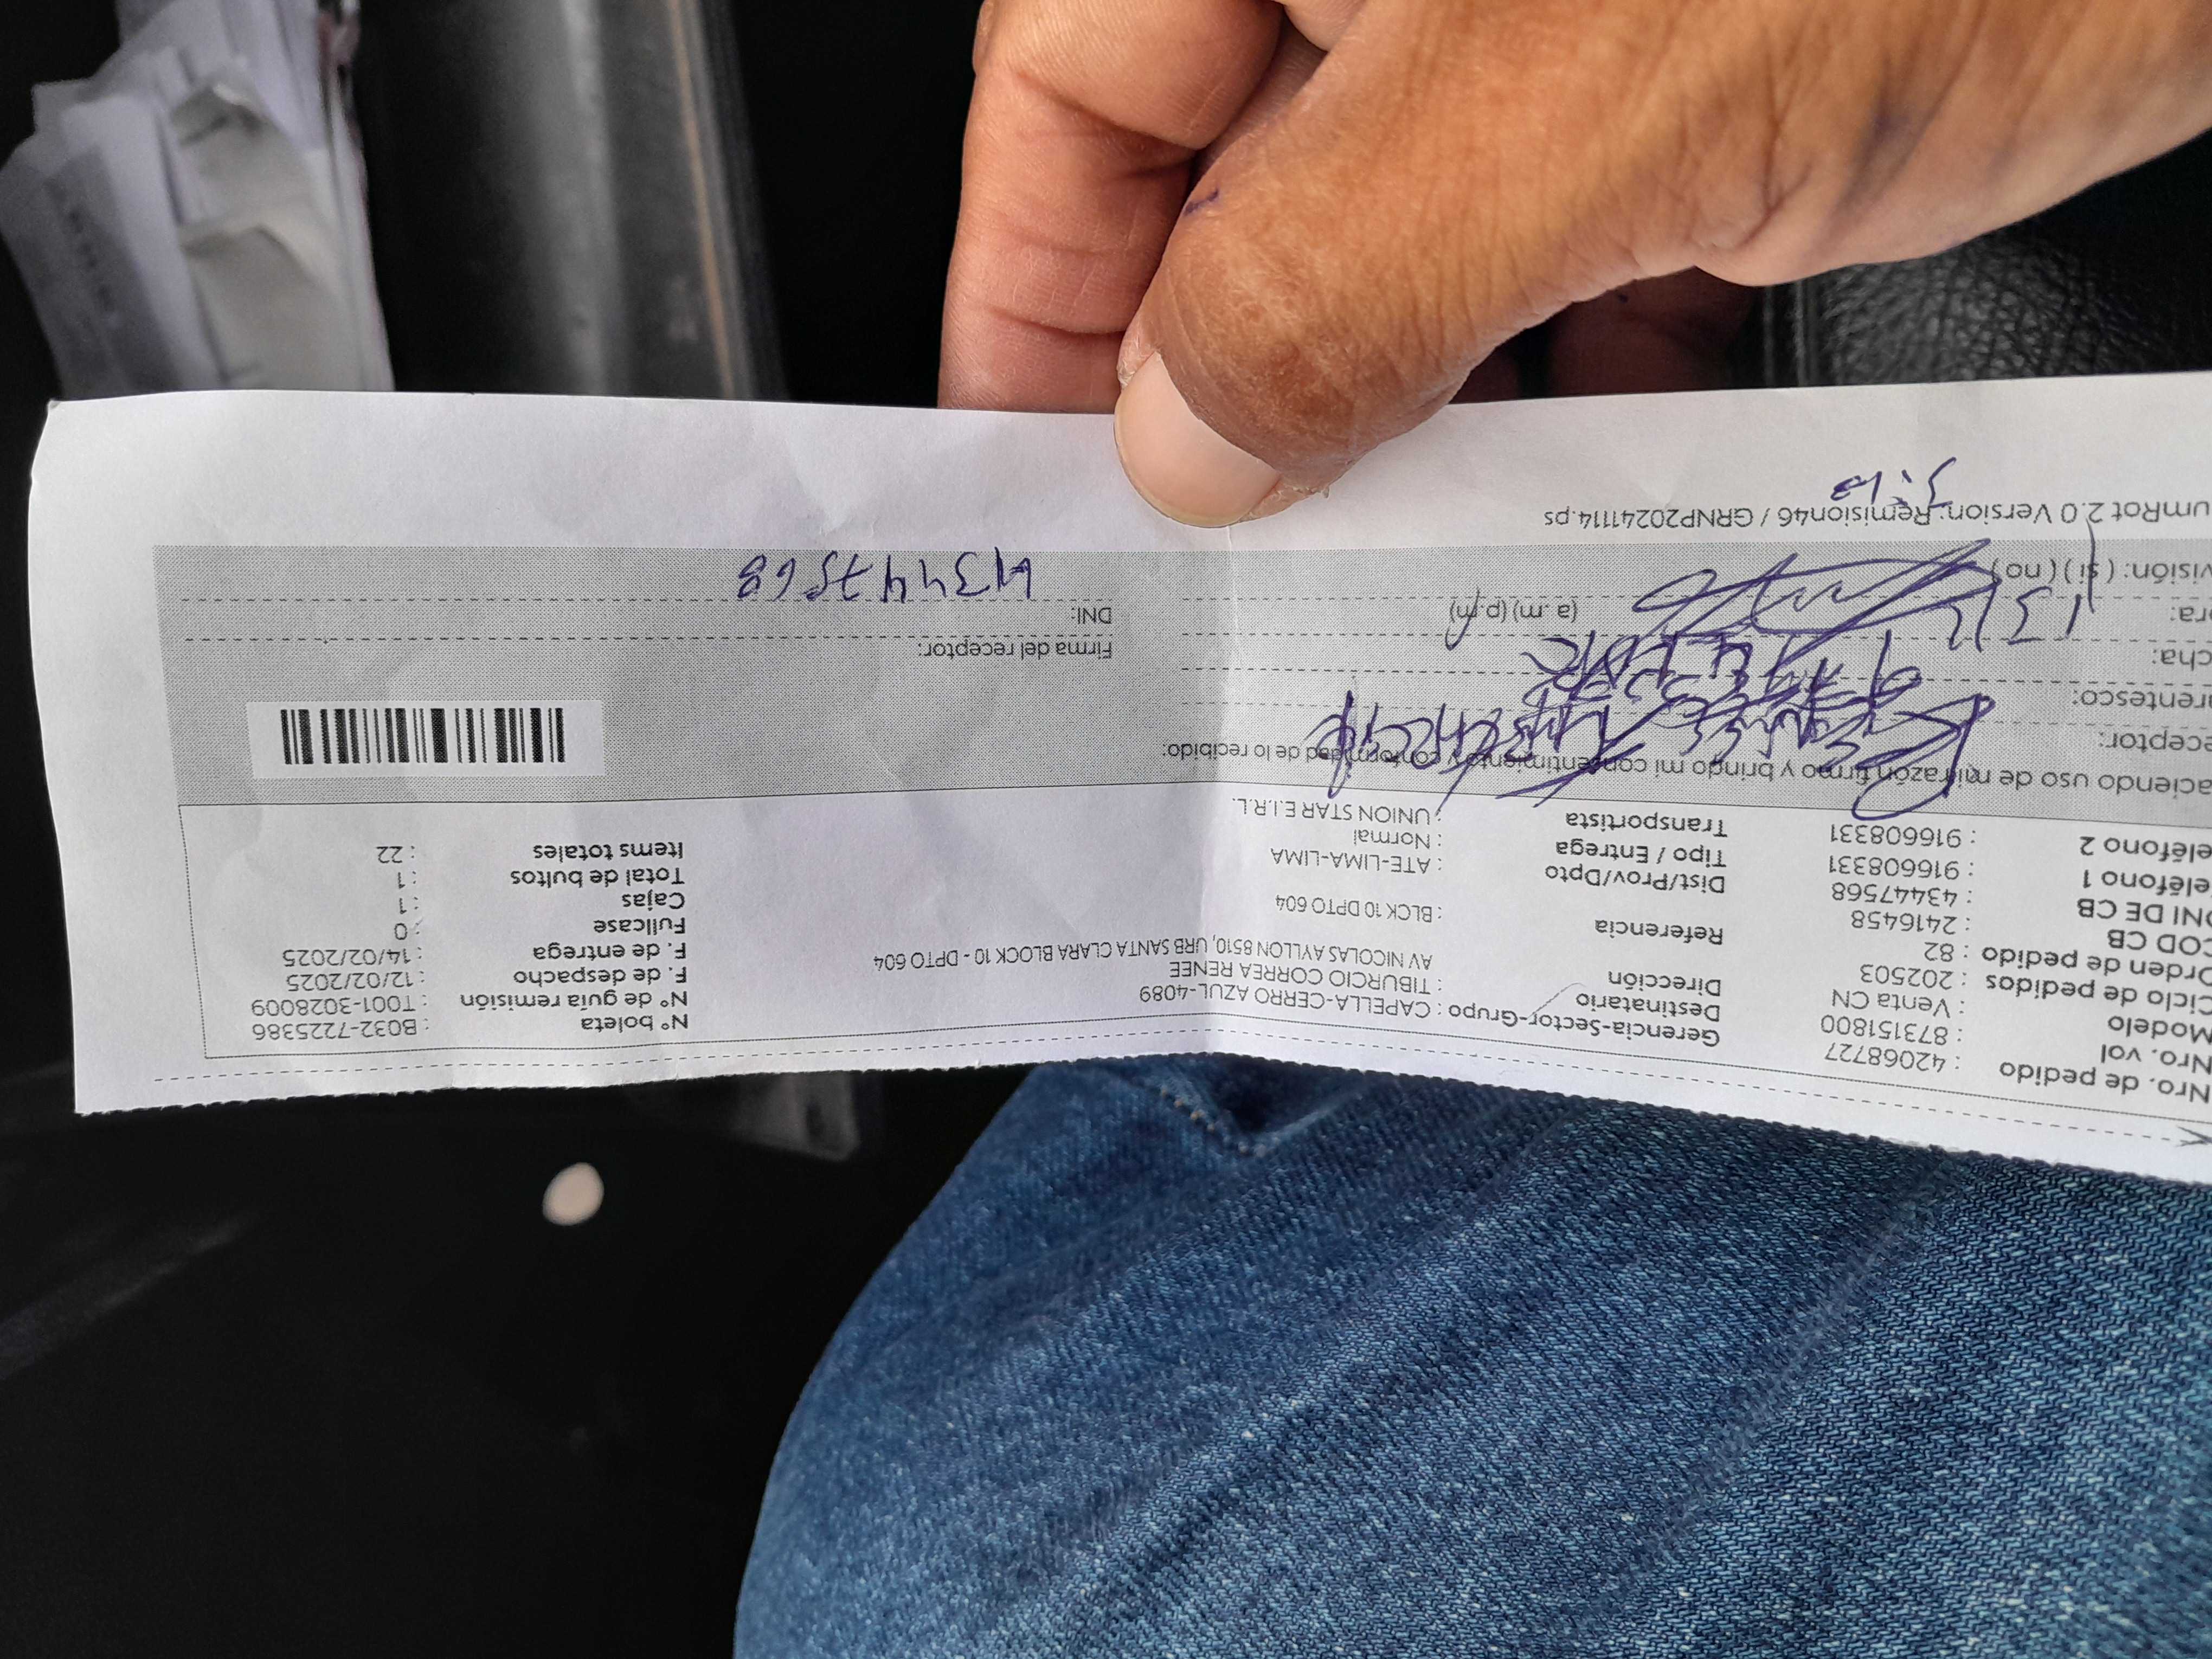 Nro. de pedido : 42068727
Nro. vol : 873151800
Modelo : Venta CN
Ciclo de pedidos : 202503
Orden de pedido : 82
COD CB : 2416458
DNI DE CB : 43447568
eléfono 1 : 916608331
eléfono 2 : 916608331
Gerencia-Sector-Grupo : CAPELLA-CERRO AZUL-4089
Destinatario : TIBURCIO CORREA RENEE
Dirección AV NICOLAS AYLLON 8510, URB SANTA CLARA BLOCK 10 - DPTO 604
Referencia : BLCK 10 DPTO 604
Dist/Prov/Dpto : ATE-LIMA-LIMA
Tipo / Entrega : Normal
Transportista : UNION STAR E.I.R.L.
N° boleta : B032-7225386
N° de guía remisión : T001-3028009
F. de despacho : 12/02/2025
F. de entrega : 14/02/2025
Fullcase : 0
Cajas : 1
Total de bultos : 1
Items totales : 22
aciendo uso de mi razón firmo y brindo mi consentimiento y conformidad de lo recibido:
ceptor:
arentesco:
cha:
ora: (a. m) (p. m)
visión: ( si ) ( no )
Firma del receptor:
DNI: 43447568
umRot 2.0 Version: Remision46 / GRNP20241114.ps